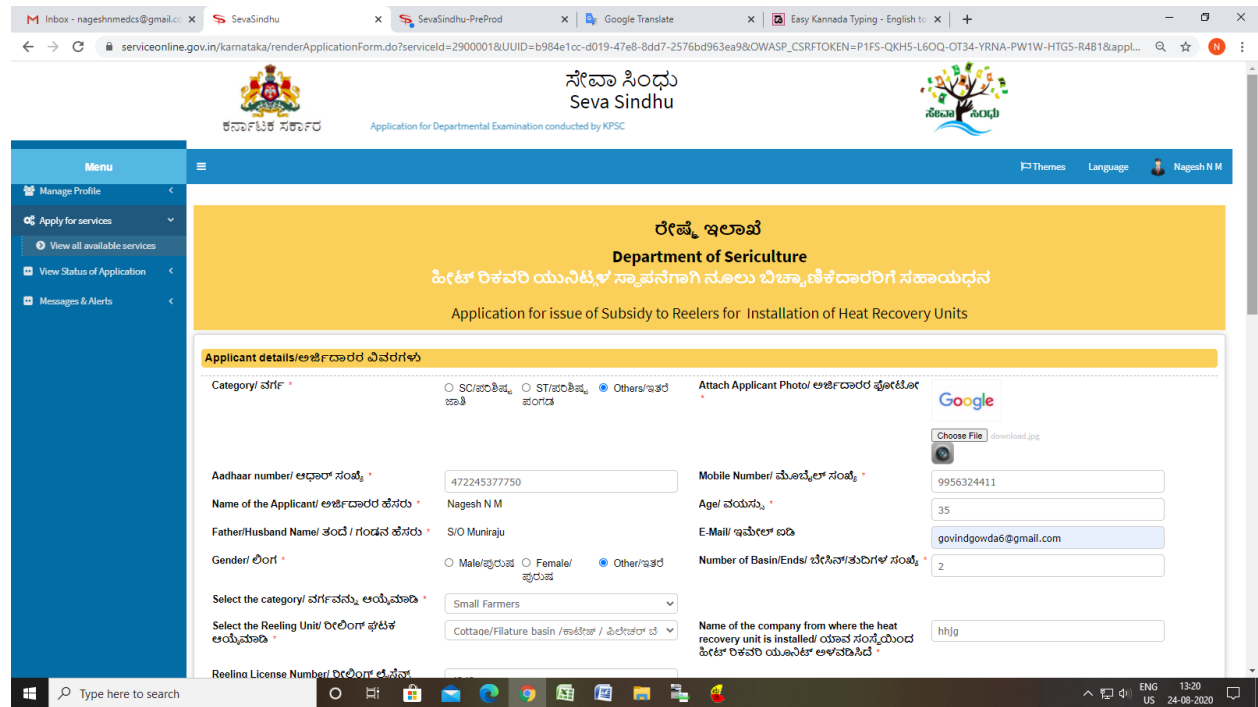 Inbox - nageshnmedcs@gmail.cc
SevaSindhu
SevaSindhu-PreProd
Google Translate
Easy Kannada Typing - English to
serviceonline.gov.in/karnataka/renderApplicationForm.do?serviceId=2900001&UUID=b984e1cc-d019-47e8-8dd7-2576bd963ea9&OWASP_CSRFTOKEN=P1FS-QKH5-L6OQ-OT34-YRNA-PW1W-HTG5-R4B1&appl...
N
ಕರ್ನಾಟಕ ಸರ್ಕಾರ
ಸೇವಾ ಸಿಂಧು
Seva Sindhu
Application for Departmental Examination conducted by KPSC
ಸೇವಾ ಸಿಂಧು
Menu
Themes
Language
Nagesh N M
Manage Profile
Apply for services
View all available services
View Status of Application
Messages & Alerts
ರೇಷ್ಮೆ ಇಲಾಖೆ
Department of Sericulture
ಹೀಟ್ ರಿಕವರಿ ಯುನಿಟ್ಗಳ ಸ್ಥಾಪನೆಗಾಗಿ ನೂಲು ಬಿಚ್ಚಾಣಿಕೆದಾರರಿಗೆ ಸಹಾಯಧನ
Application for issue of Subsidy to Reelers for Installation of Heat Recovery Units
Applicant details/ಅರ್ಜಿದಾರರ ವಿವರಗಳು
Category/ ವರ್ಗ *
SC/ಪರಿಶಿಷ್ಟ ಜಾತಿ
ST/ಪರಿಶಿಷ್ಟ ಪಂಗಡ
Others/ಇತರೆ
Attach Applicant Photo/ ಅರ್ಜಿದಾರರ ಫೋಟೋ *
Google
Choose File download.jpg
Aadhaar number/ ಆಧಾರ್ ಸಂಖ್ಯೆ *
472245377750
Mobile Number/ ಮೊಬೈಲ್ ಸಂಖ್ಯೆ *
9956324411
Name of the Applicant/ ಅರ್ಜಿದಾರರ ಹೆಸರು *
Nagesh N M
Age/ ವಯಸ್ಸು *
35
Father/Husband Name/ ತಂದೆ / ಗಂಡನ ಹೆಸರು *
S/O Muniraju
E-Mail/ ಇಮೇಲ್ ಐಡಿ
govindgowda6@gmail.com
Gender/ ಲಿಂಗ *
Male/ಪುರುಷ
Female/ಪುರುಷ
Other/ಇತರೆ
Number of Basin/Ends/ ಬೇಸಿನ್/ತುದಿಗಳ ಸಂಖ್ಯೆ *
2
Select the category/ ವರ್ಗವನ್ನು ಆಯ್ಕೆಮಾಡಿ *
Small Farmers
Select the Reeling Unit/ ರೀಲಿಂಗ್ ಘಟಕ
ಆಯ್ಕೆಮಾಡಿ *
Cottage/Filature basin /ಕಾಟೇಜ್ / ಫಿಲೇಚರ್ ಬೆ
Name of the company from where the heat
recovery unit is installed/ ಯಾವ ಸಂಸ್ಥೆಯಿಂದ
ಹೀಟ್ ರಿಕವರಿ ಯೂನಿಟ್ ಅಳವಡಿಸಿದೆ *
hhjg
Reeling License Number/ ರೀಲಿಂಗ್ ಲೈಸೆನ್ಸ್
Type here to search
ENG
US
13:20
24-08-2020